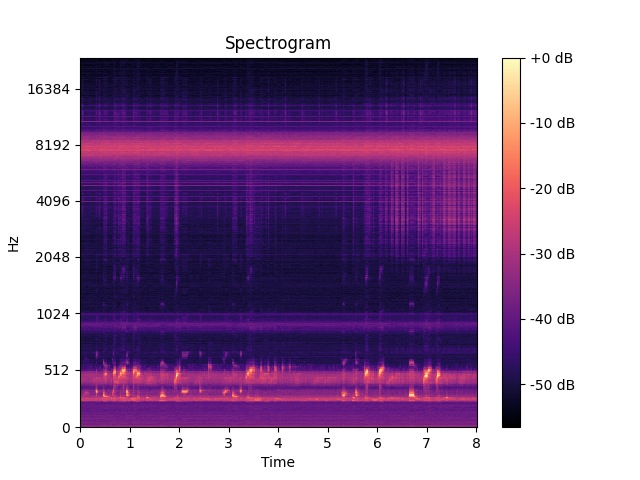 Spectrogram
16384
8192
4096
2048
1024
512
0
Hz
0 1 2 3 4 5 6 7 8
Time
+0 dB
-10 dB
-20 dB
-30 dB
-40 dB
-50 dB